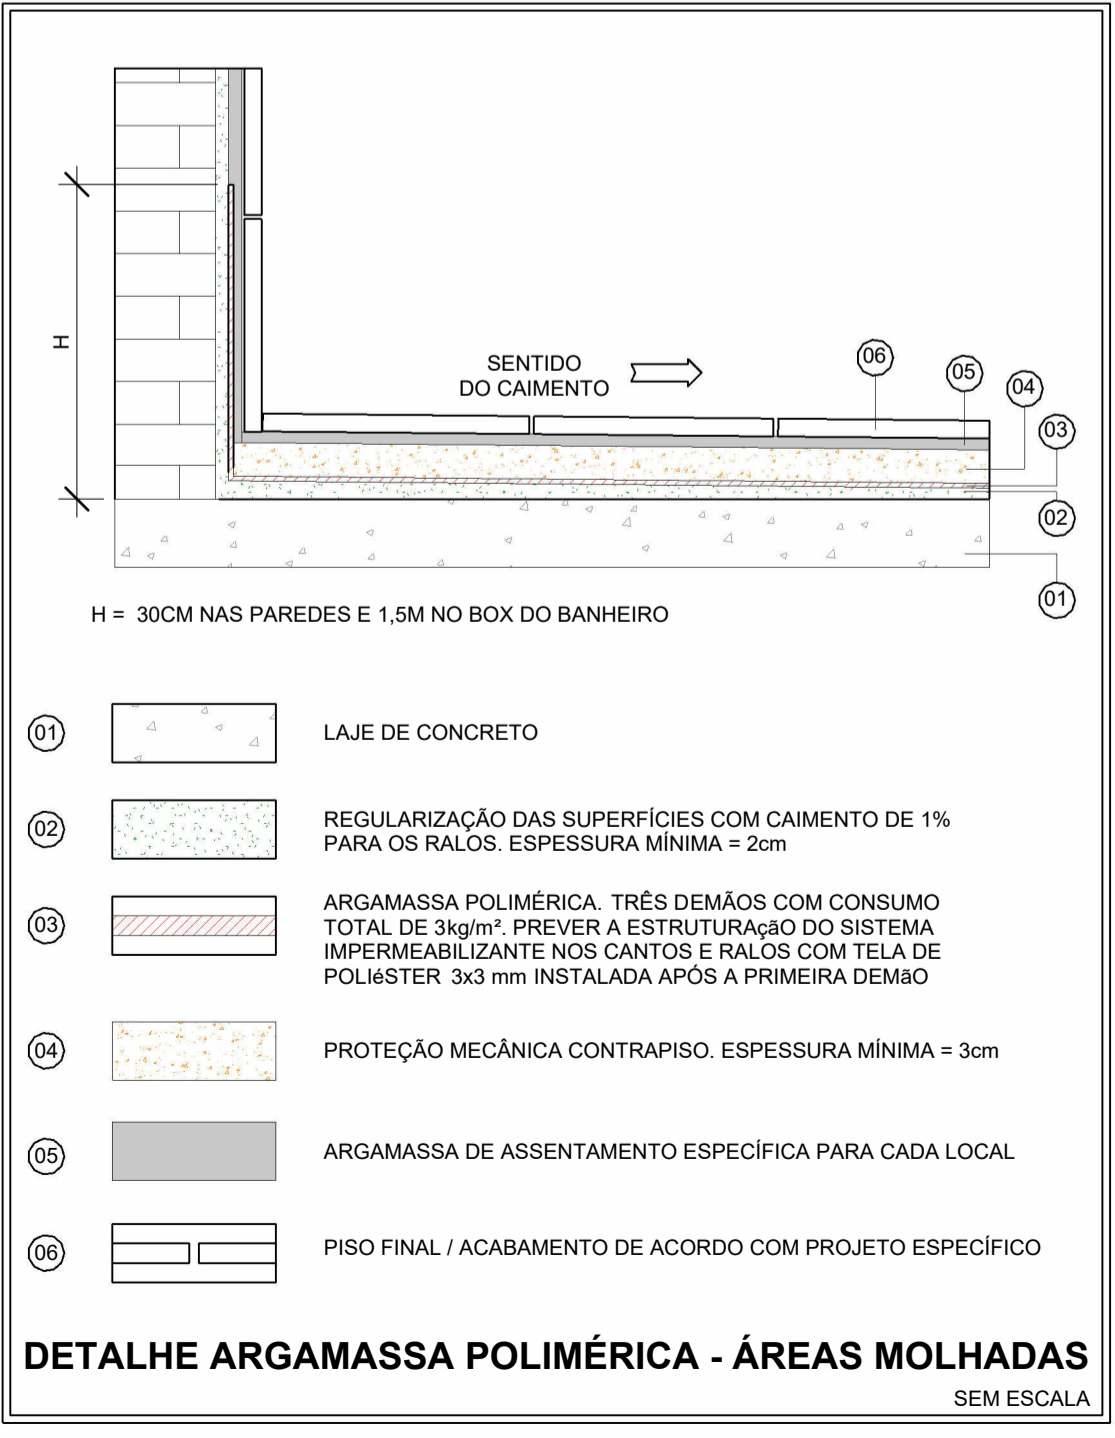 H
SENTIDO
DO CAIMENTO
06
05
04
03
02
01
H = 30CM NAS PAREDES E 1,5M NO BOX DO BANHEIRO
01
LAJE DE CONCRETO
02
REGULARIZAÇÃO DAS SUPERFÍCIES COM CAIMENTO DE 1%
PARA OS RALOS. ESPESSURA MÍNIMA = 2cm
03
ARGAMASSA POLIMÉRICA. TRÊS DEMÃOS COM CONSUMO
TOTAL DE 3kg/m². PREVER A ESTRUTURAçãO DO SISTEMA
IMPERMEABILIZANTE NOS CANTOS E RALOS COM TELA DE
POLIéSTER 3x3 mm INSTALADA APÓS A PRIMEIRA DEMãO
04
PROTEÇÃO MECÂNICA CONTRAPISO. ESPESSURA MÍNIMA = 3cm
05
ARGAMASSA DE ASSENTAMENTO ESPECÍFICA PARA CADA LOCAL
06
PISO FINAL / ACABAMENTO DE ACORDO COM PROJETO ESPECÍFICO
DETALHE ARGAMASSA POLIMÉRICA - ÁREAS MOLHADAS
SEM ESCALA